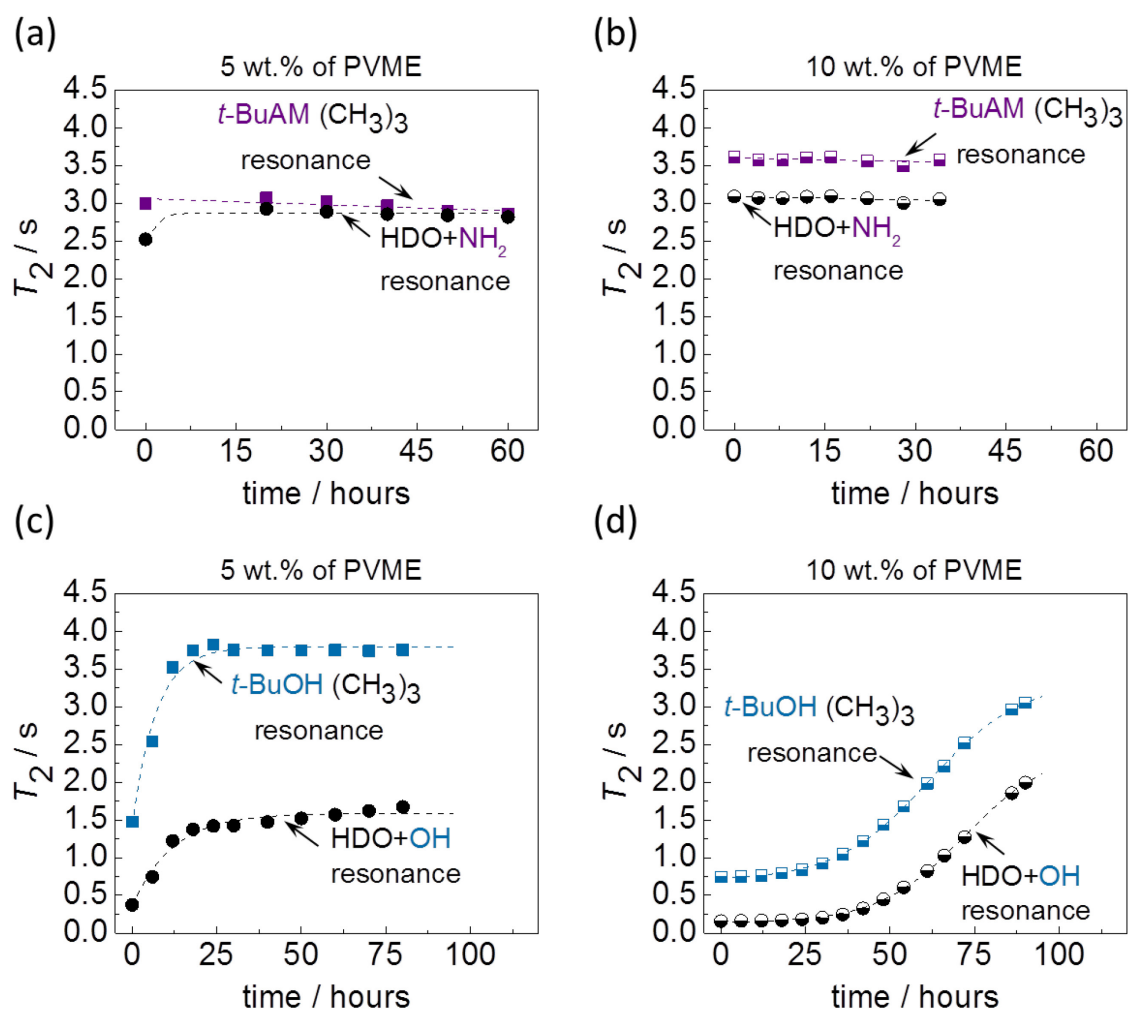 (a)
5 wt.% of PVME
4.5
4.0
3.5
3.0
2.5
2.0
1.5
1.0
0.5
0.0
T₂ / s
t-BuAM (CH₃)₃
resonance
HDO+NH₂
resonance
0 15 30 45 60
time / hours
(b)
10 wt.% of PVME
4.5
4.0
3.5
3.0
2.5
2.0
1.5
1.0
0.5
0.0
T₂ / s
t-BuAM (CH₃)₃
resonance
HDO+NH₂
resonance
0 15 30 45 60
time / hours
(c)
5 wt.% of PVME
4.5
4.0
3.5
3.0
2.5
2.0
1.5
1.0
0.5
0.0
T₂ / s
t-BuOH (CH₃)₃
resonance
HDO+OH
resonance
0 25 50 75 100
time / hours
(d)
10 wt.% of PVME
4.5
4.0
3.5
3.0
2.5
2.0
1.5
1.0
0.5
0.0
T₂ / s
t-BuOH (CH₃)₃
resonance
HDO+OH
resonance
0 25 50 75 100
time / hours